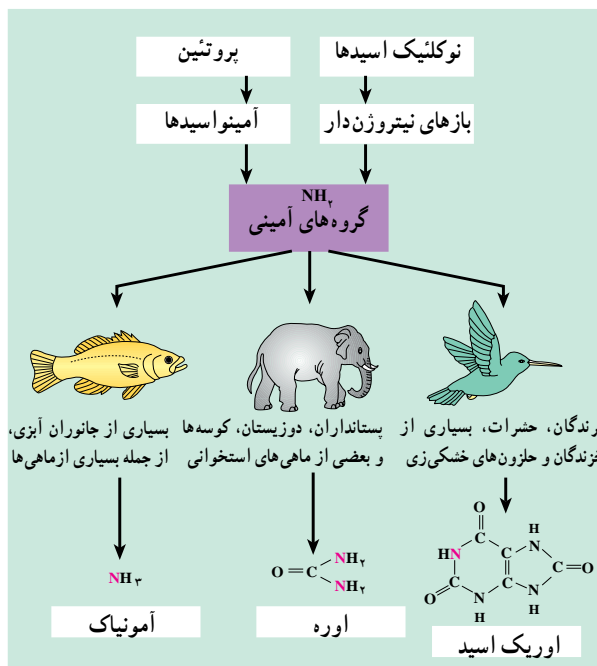 نوکلئیک اسیدها
پروتئین
بازهای نیتروژن‌دار
آمینواسیدها
NH۲
گروه‌های آمینی
رندگان، حشرات، بسیاری از
خزندگان و حلزون‌های خشکی‌زی
پستانداران، دوزیستان، کوسه‌ها
و بعضی از ماهی‌های استخوانی
بسیاری از جانوران آبزی،
از جمله بسیاری ازماهی‌ها
O
C
HN
C
O
C
C
N
H
H
N
N
H
C
O
اوریک اسید
O=C
NH۲
NH۲
اوره
NH۳
آمونیاک